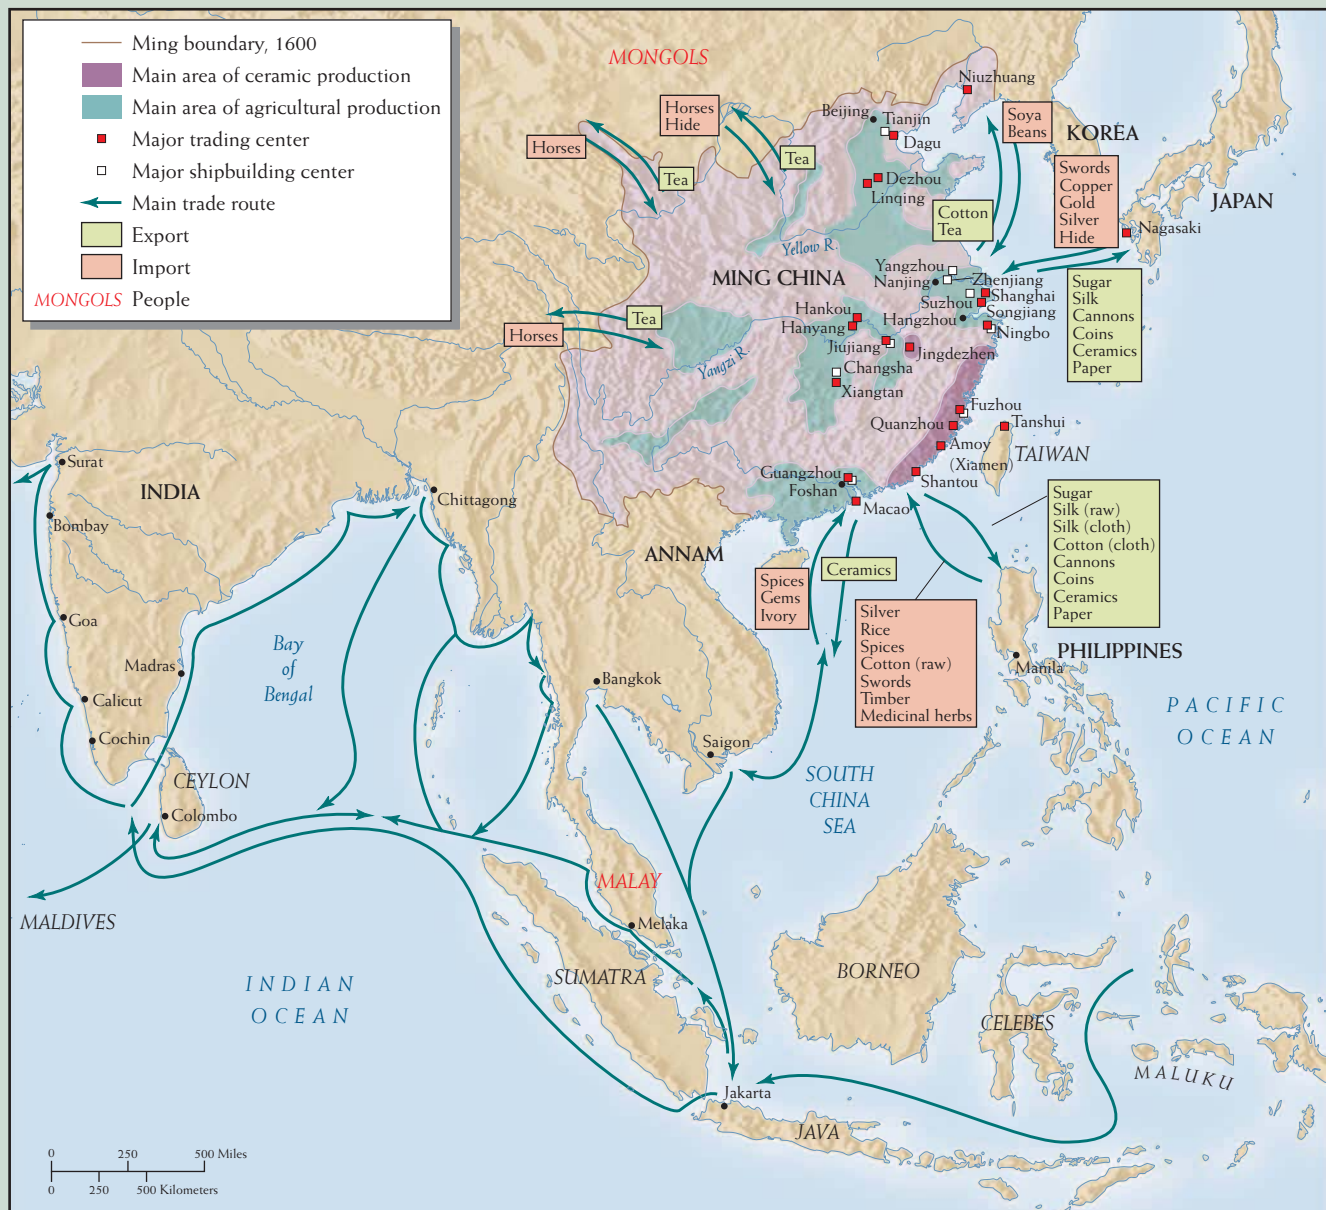 Ming boundary, 1600
Main area of ceramic production
Main area of agricultural production
Major trading center
Major shipbuilding center
Main trade route
Export
Import
MONGOLS People
MONGOLS
Niuzhuang
Horses
Hide
Beijing
Tianjin
Dagu
Soya
Beans
KOREA
Horses
Tea
Tea
Dezhou
Linqing
Swords
Copper
Gold
Silver
Hide
JAPAN
Cotton
Tea
Nagasaki
Yellow R.
MING CHINA
Yangzhou
Nanjing
Zhenjiang
Shanghai
Suzhou
Songjiang
Hangzhou
Ningbo
Sugar
Silk
Cannons
Coins
Ceramics
Paper
Tea
Horses
Hankou
Hanyang
Jiujiang
Jingdezhen
Yangzi R.
Changsha
Xiangtan
Fuzhou
Quanzhou
Tanshui
Amoy
(Xiamen)
TAIWAN
Shantou
Guangzhou
Foshan
Macao
Surat
INDIA
Chittagong
Bombay
ANNAM
Sugar
Silk (raw)
Silk (cloth)
Cotton (cloth)
Cannons
Coins
Ceramics
Paper
Ceramics
Spices
Gems
Ivory
Silver
Rice
Spices
Cotton (raw)
Swords
Timber
Medicinal herbs
Goa
Bay
of
Bengal
Madras
PHILIPPINES
Manila
Bangkok
Calicut
Cochin
PACIFIC
OCEAN
Saigon
CEYLON
Colombo
SOUTH
CHINA
SEA
MALAY
MALDIVES
Melaka
SUMATRA
BORNEO
INDIAN
OCEAN
CELEBES
MALUKU
Jakarta
JAVA
0 250 500 Miles
0 250 500 Kilometers